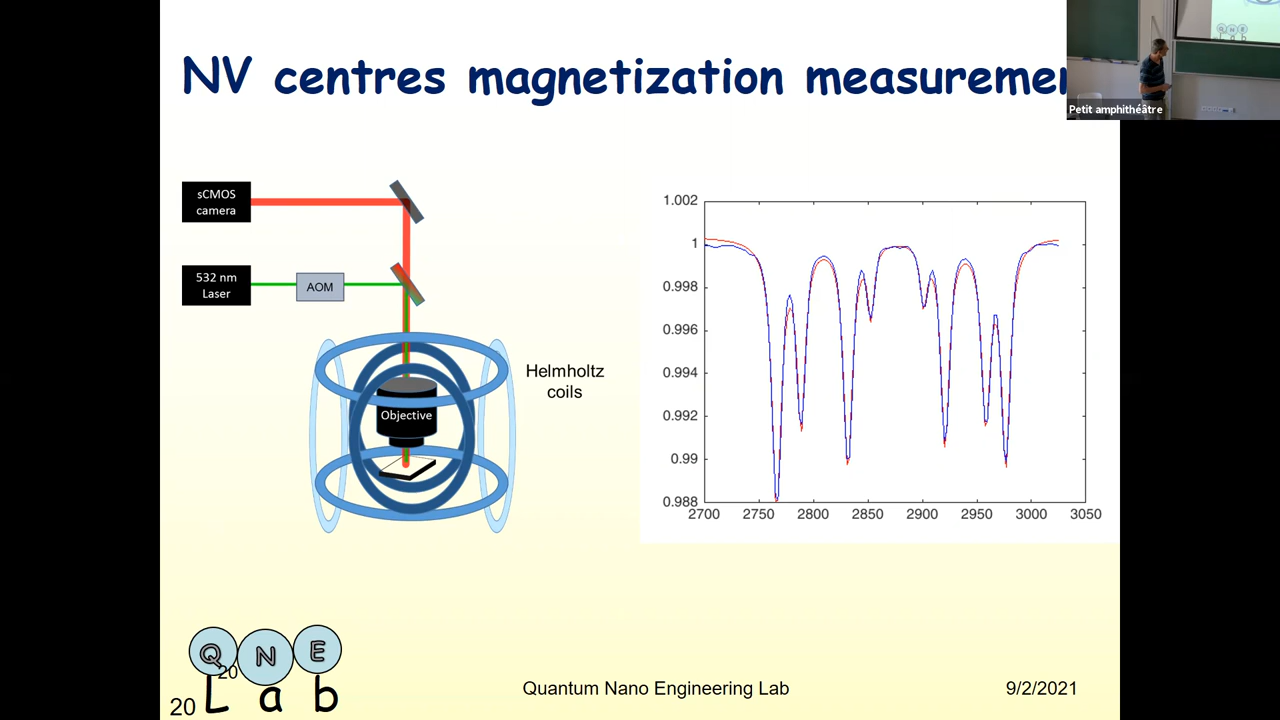 NV centres magnetization measuremen
Petit amphithéâtre
sCMOS
camera
532 nm
Laser
AOM
Objective
Helmholtz
coils
1.002
1
0.998
0.996
0.994
0.992
0.99
0.988
2700 2750 2800 2850 2900 2950 3000 3050
Q N E
20
Lab
20
Quantum Nano Engineering Lab
9/2/2021